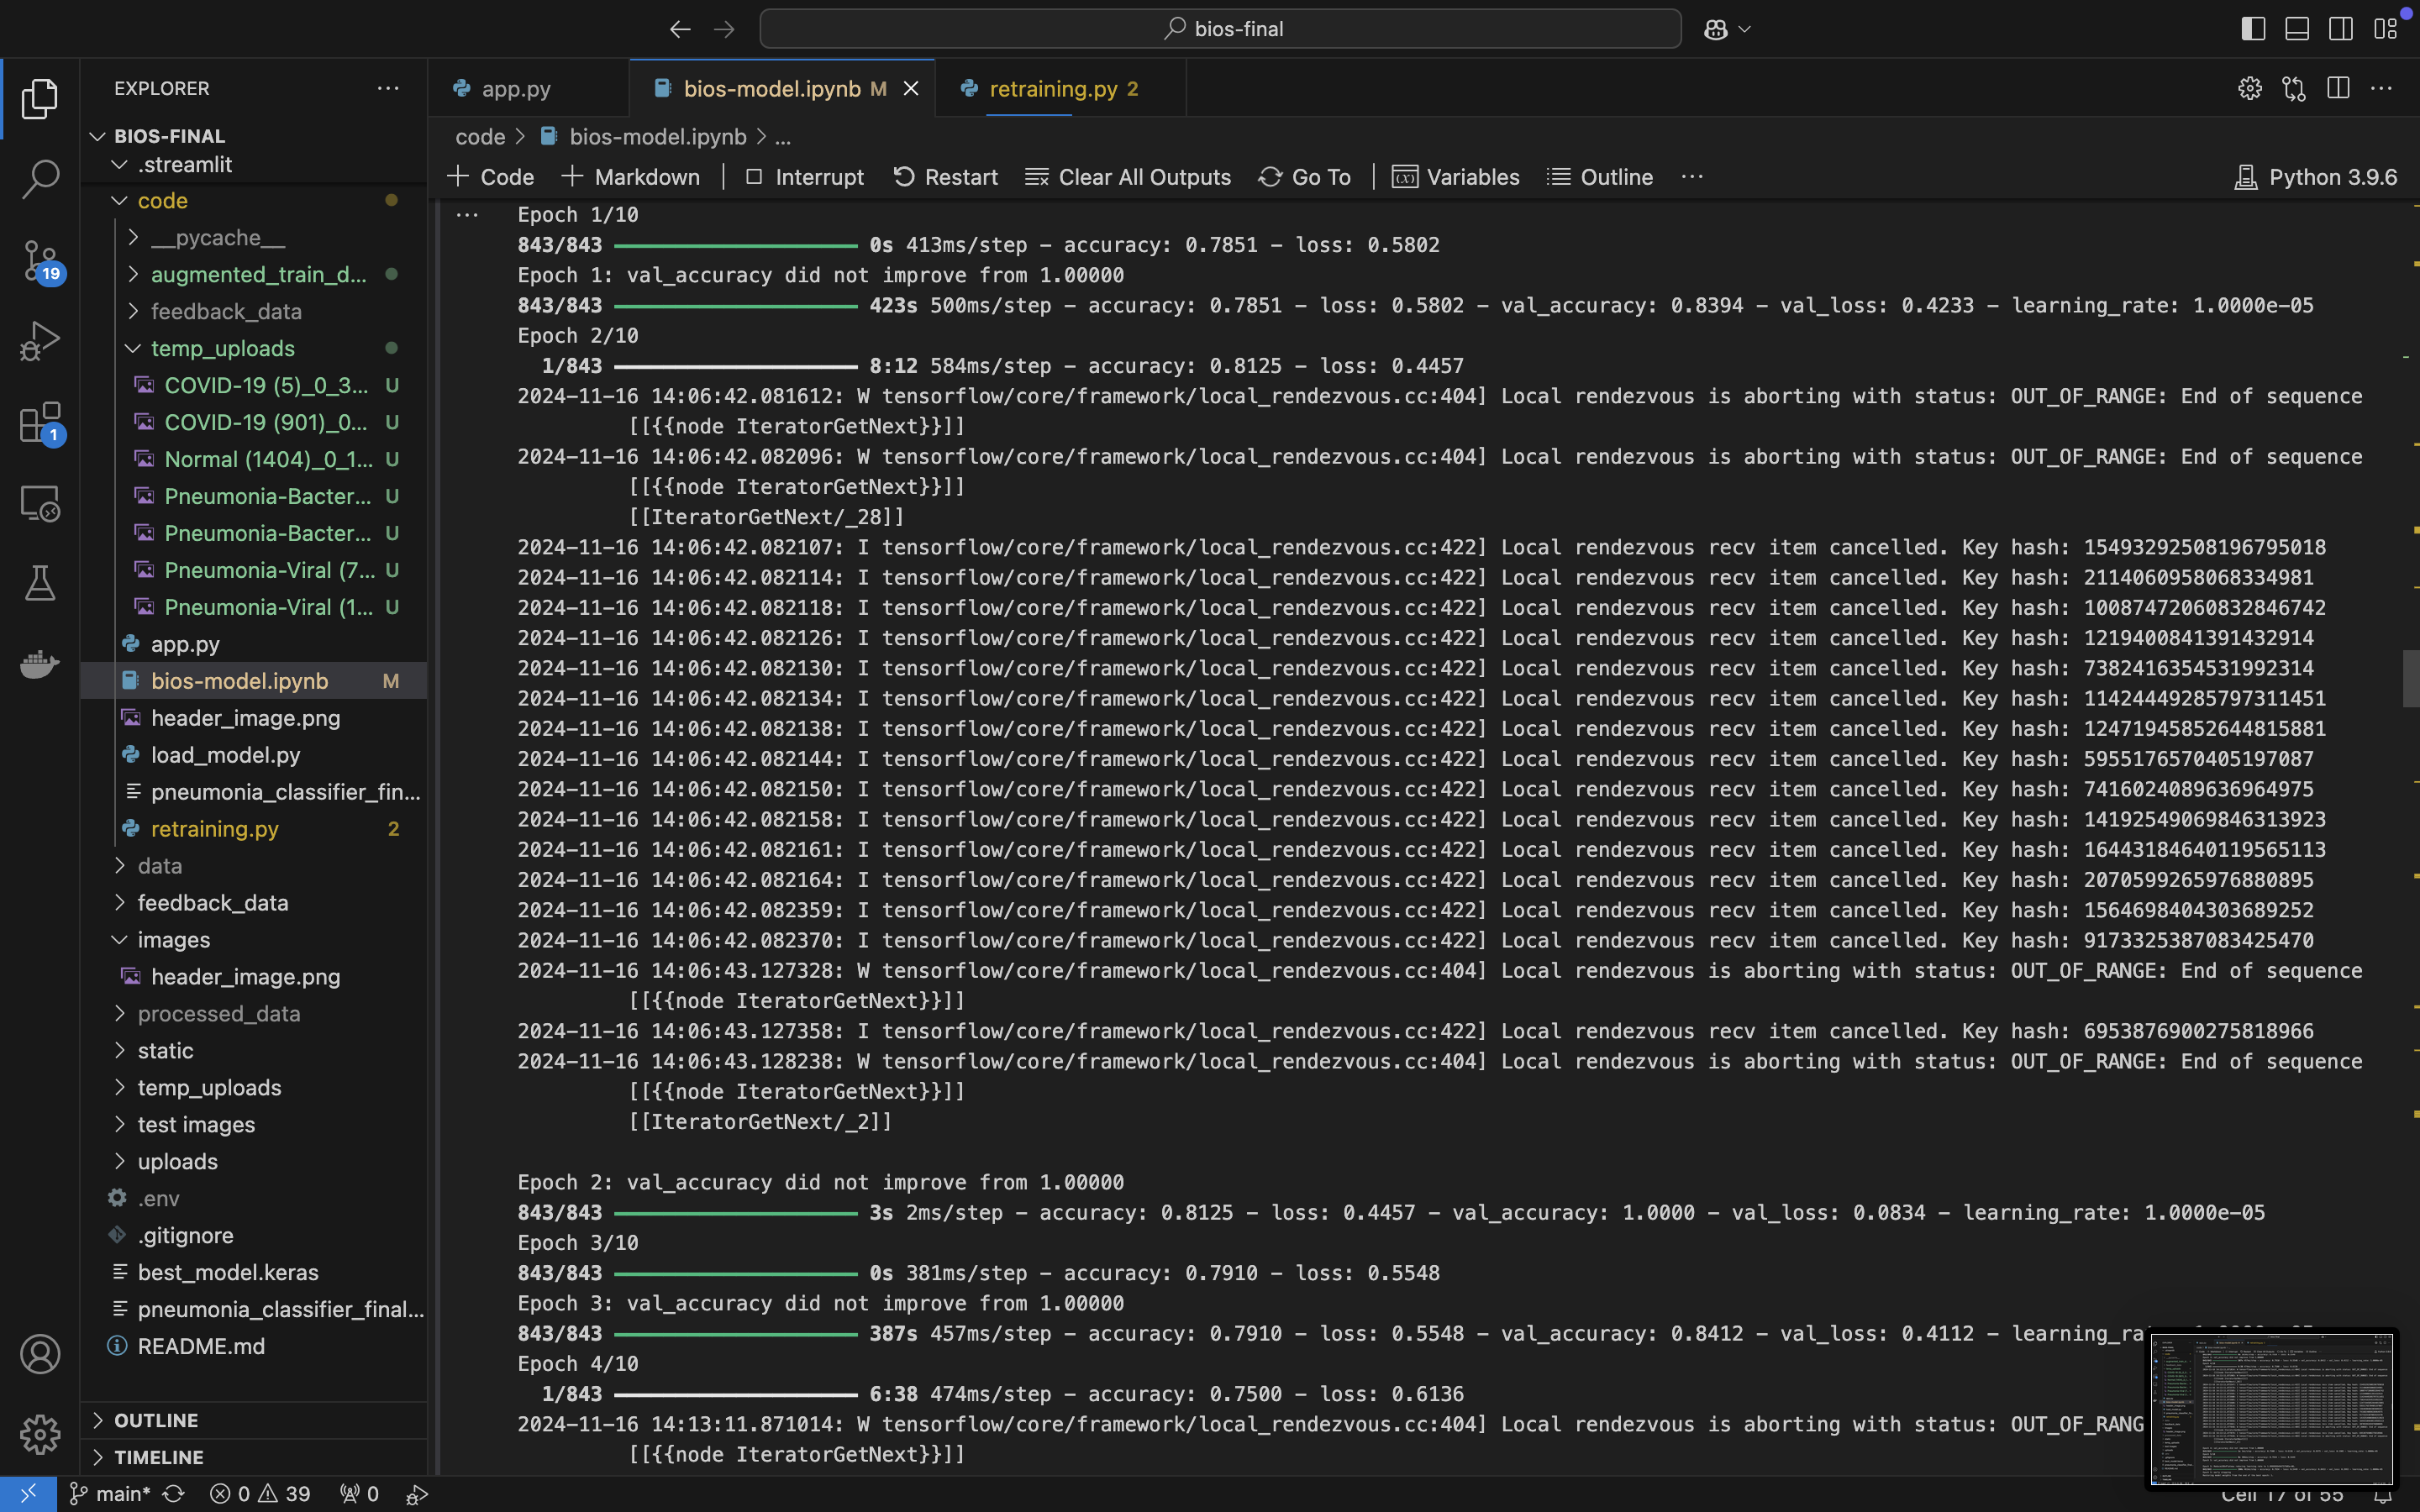 bios-final
EXPLORER
BIOS-FINAL
.streamlit
code
__pycache__
augmented_train_d...
feedback_data
temp_uploads
COVID-19 (5)_0_3... U
COVID-19 (901)_0... U
Normal (1404)_0_1... U
Pneumonia-Bacter... U
Pneumonia-Bacter... U
Pneumonia-Viral (7... U
Pneumonia-Viral (1... U
app.py
bios-model.ipynb M
header_image.png
load_model.py
pneumonia_classifier_fin...
retraining.py 2
data
feedback_data
images
header_image.png
processed_data
static
temp_uploads
test images
uploads
.env
.gitignore
best_model.keras
pneumonia_classifier_final...
README.md
OUTLINE
TIMELINE
19
1
app.py
bios-model.ipynb M
retraining.py 2
code > bios-model.ipynb > ...
Code Markdown Interrupt Restart Clear All Outputs Go To Variables Outline ... Python 3.9.6
Epoch 1/10
843/843 0s 413ms/step - accuracy: 0.7851 - loss: 0.5802
Epoch 1: val_accuracy did not improve from 1.00000
843/843 423s 500ms/step - accuracy: 0.7851 - loss: 0.5802 - val_accuracy: 0.8394 - val_loss: 0.4233 - learning_rate: 1.0000e-05
Epoch 2/10
1/843 8:12 584ms/step - accuracy: 0.8125 - loss: 0.4457
2024-11-16 14:06:42.081612: W tensorflow/core/framework/local_rendezvous.cc:404] Local rendezvous is aborting with status: OUT_OF_RANGE: End of sequence
[[{{node IteratorGetNext}}]]
2024-11-16 14:06:42.082096: W tensorflow/core/framework/local_rendezvous.cc:404] Local rendezvous is aborting with status: OUT_OF_RANGE: End of sequence
[[{{node IteratorGetNext}}]]
[[IteratorGetNext/_28]]
2024-11-16 14:06:42.082107: I tensorflow/core/framework/local_rendezvous.cc:422] Local rendezvous recv item cancelled. Key hash: 15493292508196795018
2024-11-16 14:06:42.082114: I tensorflow/core/framework/local_rendezvous.cc:422] Local rendezvous recv item cancelled. Key hash: 2114060958068334981
2024-11-16 14:06:42.082118: I tensorflow/core/framework/local_rendezvous.cc:422] Local rendezvous recv item cancelled. Key hash: 10087472060832846742
2024-11-16 14:06:42.082126: I tensorflow/core/framework/local_rendezvous.cc:422] Local rendezvous recv item cancelled. Key hash: 1219400841391432914
2024-11-16 14:06:42.082130: I tensorflow/core/framework/local_rendezvous.cc:422] Local rendezvous recv item cancelled. Key hash: 7382416354531992314
2024-11-16 14:06:42.082134: I tensorflow/core/framework/local_rendezvous.cc:422] Local rendezvous recv item cancelled. Key hash: 11424449285797311451
2024-11-16 14:06:42.082138: I tensorflow/core/framework/local_rendezvous.cc:422] Local rendezvous recv item cancelled. Key hash: 12471945852644815881
2024-11-16 14:06:42.082144: I tensorflow/core/framework/local_rendezvous.cc:422] Local rendezvous recv item cancelled. Key hash: 5955176570405197087
2024-11-16 14:06:42.082150: I tensorflow/core/framework/local_rendezvous.cc:422] Local rendezvous recv item cancelled. Key hash: 7416024089636964975
2024-11-16 14:06:42.082158: I tensorflow/core/framework/local_rendezvous.cc:422] Local rendezvous recv item cancelled. Key hash: 14192549069846313923
2024-11-16 14:06:42.082161: I tensorflow/core/framework/local_rendezvous.cc:422] Local rendezvous recv item cancelled. Key hash: 16443184640119565113
2024-11-16 14:06:42.082164: I tensorflow/core/framework/local_rendezvous.cc:422] Local rendezvous recv item cancelled. Key hash: 2070599265976880895
2024-11-16 14:06:42.082359: I tensorflow/core/framework/local_rendezvous.cc:422] Local rendezvous recv item cancelled. Key hash: 1564698404303689252
2024-11-16 14:06:42.082370: I tensorflow/core/framework/local_rendezvous.cc:422] Local rendezvous recv item cancelled. Key hash: 9173325387083425470
2024-11-16 14:06:43.127328: W tensorflow/core/framework/local_rendezvous.cc:404] Local rendezvous is aborting with status: OUT_OF_RANGE: End of sequence
[[{{node IteratorGetNext}}]]
2024-11-16 14:06:43.127358: I tensorflow/core/framework/local_rendezvous.cc:422] Local rendezvous recv item cancelled. Key hash: 6953876900275818966
2024-11-16 14:06:43.128238: W tensorflow/core/framework/local_rendezvous.cc:404] Local rendezvous is aborting with status: OUT_OF_RANGE: End of sequence
[[{{node IteratorGetNext}}]]
[[IteratorGetNext/_2]]
Epoch 2: val_accuracy did not improve from 1.00000
843/843 3s 2ms/step - accuracy: 0.8125 - loss: 0.4457 - val_accuracy: 1.0000 - val_loss: 0.0834 - learning_rate: 1.0000e-05
Epoch 3/10
843/843 0s 381ms/step - accuracy: 0.7910 - loss: 0.5548
Epoch 3: val_accuracy did not improve from 1.00000
843/843 387s 457ms/step - accuracy: 0.7910 - loss: 0.5548 - val_accuracy: 0.8412 - val_loss: 0.4112 - learning_ra
Epoch 4/10
1/843 6:38 474ms/step - accuracy: 0.7500 - loss: 0.6136
2024-11-16 14:13:11.871014: W tensorflow/core/framework/local_rendezvous.cc:404] Local rendezvous is aborting with status: OUT_OF_RANG
[[{{node IteratorGetNext}}]]
main* 0 39 0
Cell 17 of 55